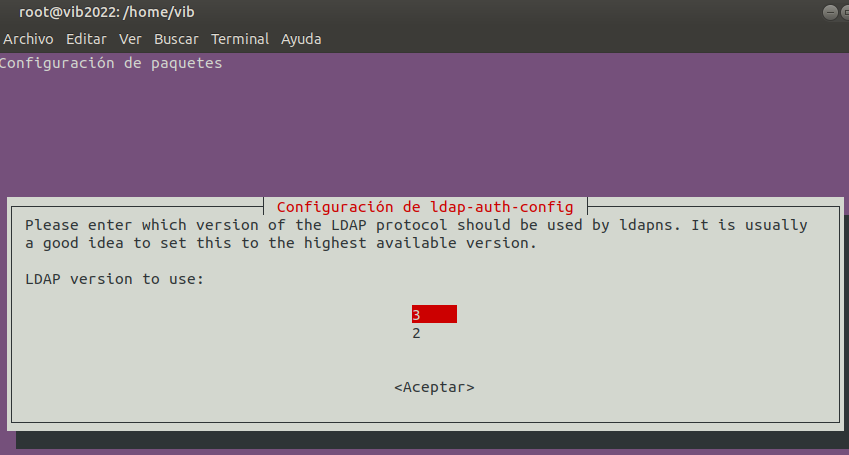 root@vib2022: /home/vib
Archivo Editar Ver Buscar Terminal Ayuda
Configuración de paquetes
Configuración de ldap-auth-config
Please enter which version of the LDAP protocol should be used by ldapns. It is usually
a good idea to set this to the highest available version.
LDAP version to use:
3
2
<Aceptar>